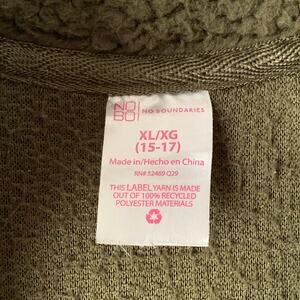 NO
BO
NO BOUNDARIES
XL/XG
(15-17)
Made in/Hecho en China
RN# 52469 Q29
THIS LABEL YARN IS MADE
OUT OF 100% RECYCLED
POLYESTER MATERIALS